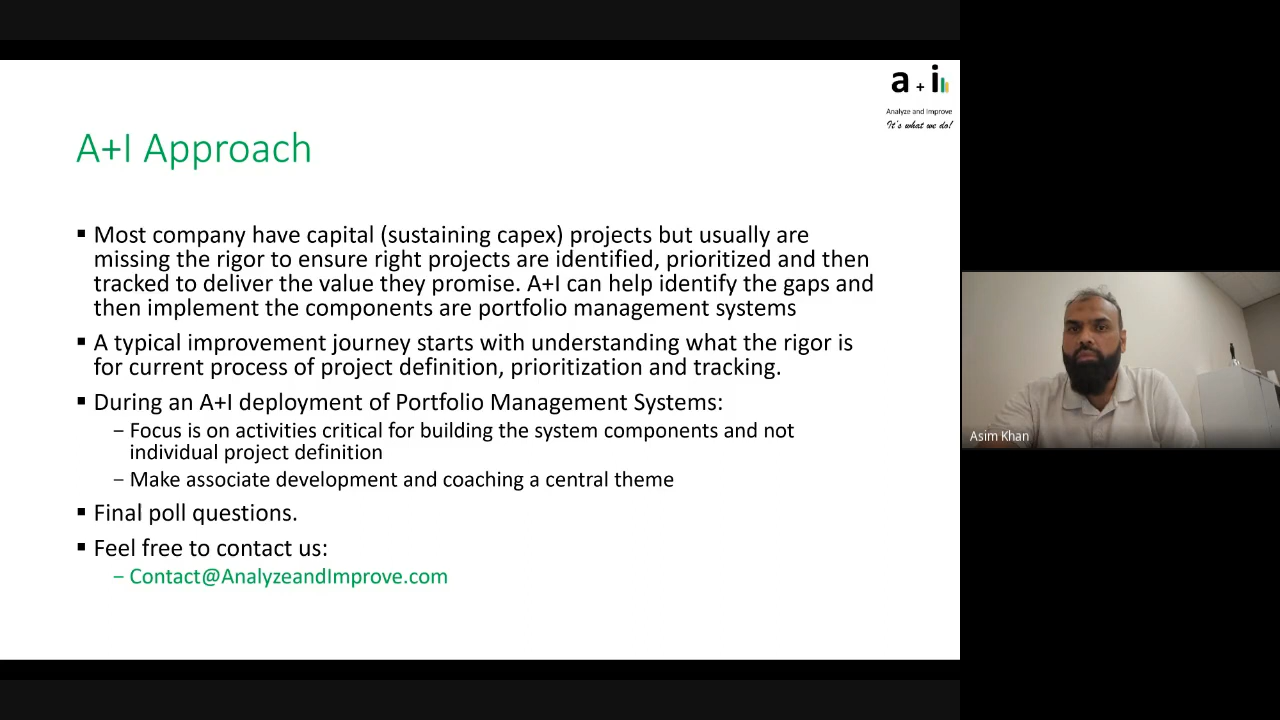 a + i
Analyze and Improve
It's what we do!
A+I Approach
▪ Most company have capital (sustaining capex) projects but usually are
missing the rigor to ensure right projects are identified, prioritized and then
tracked to deliver the value they promise. A+I can help identify the gaps and
then implement the components are portfolio management systems
▪ A typical improvement journey starts with understanding what the rigor is
for current process of project definition, prioritization and tracking.
▪ During an A+I deployment of Portfolio Management Systems:
− Focus is on activities critical for building the system components and not
individual project definition
− Make associate development and coaching a central theme
▪ Final poll questions.
▪ Feel free to contact us:
− Contact@AnalyzeandImprove.com
Asim Khan